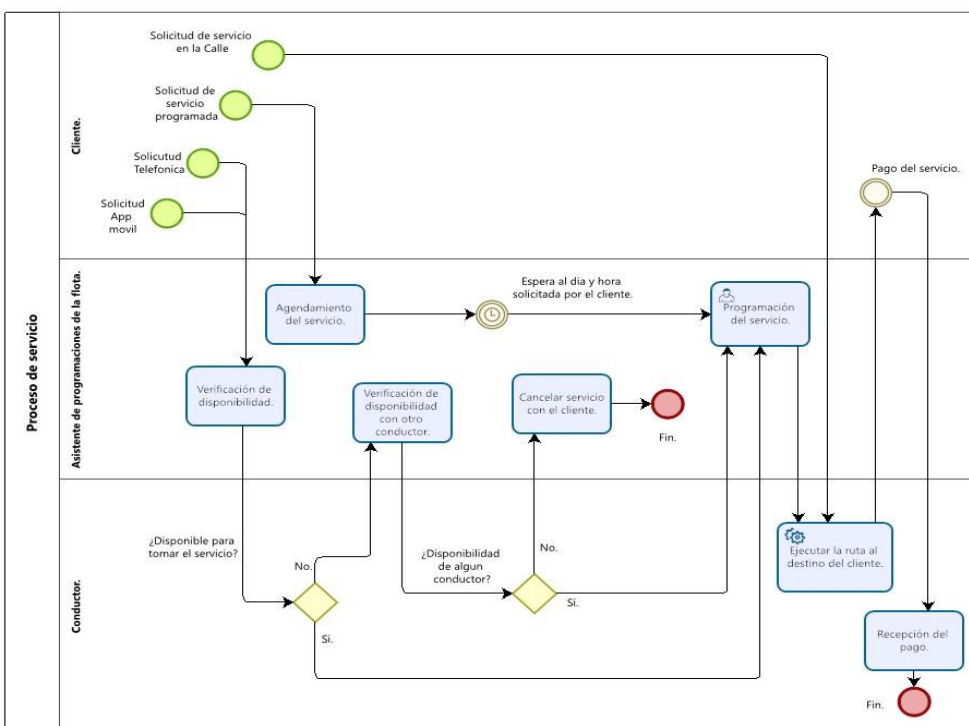 Proceso de servicio
Cliente.
Solicitud de servicio
en la Calle
Solicitud de
servicio
programada
Solicutud
Telefonica
Solicitud
App
movil
Pago del servicio.
Asistente de programaciones de la flota.
Agendamiento
del servicio.
Espera al dia y hora
solicitada por el cliente.
Programación
del servicio.
Verificación de
disponibilidad.
Verificación de
disponibilidad
con otro
conductor.
Cancelar servicio
con el cliente.
Fin.
Conductor.
¿Disponible para
tomar el servicio?
No.
Si.
¿Disponibilidad
de algun
conductor?
No.
Si.
Ejecutar la ruta al
destino del cliente.
Recepción del
pago.
Fin.